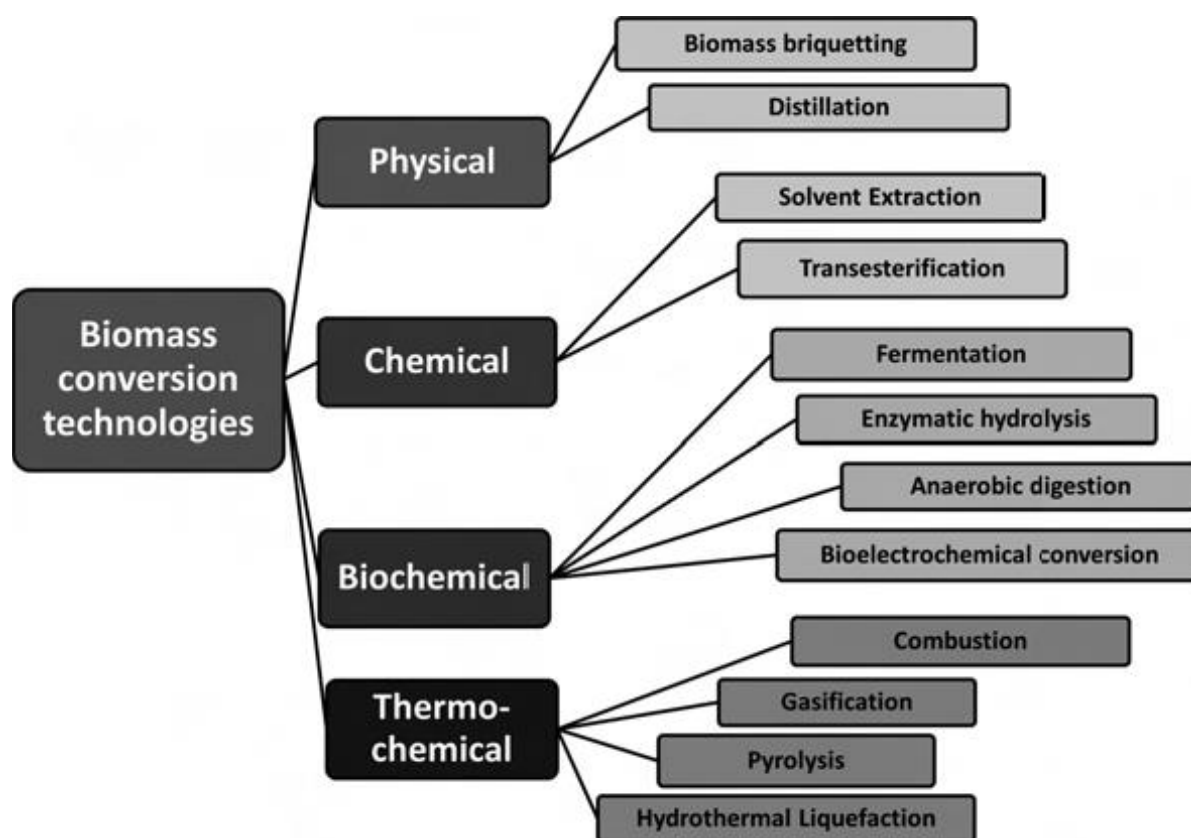 Biomass
conversion
technologies
Physical
Biomass briquetting
Distillation
Chemical
Solvent Extraction
Transesterification
Biochemical
Fermentation
Enzymatic hydrolysis
Anaerobic digestion
Bioelectrochemical conversion
Thermo-
chemical
Combustion
Gasification
Pyrolysis
Hydrothermal Liquefaction